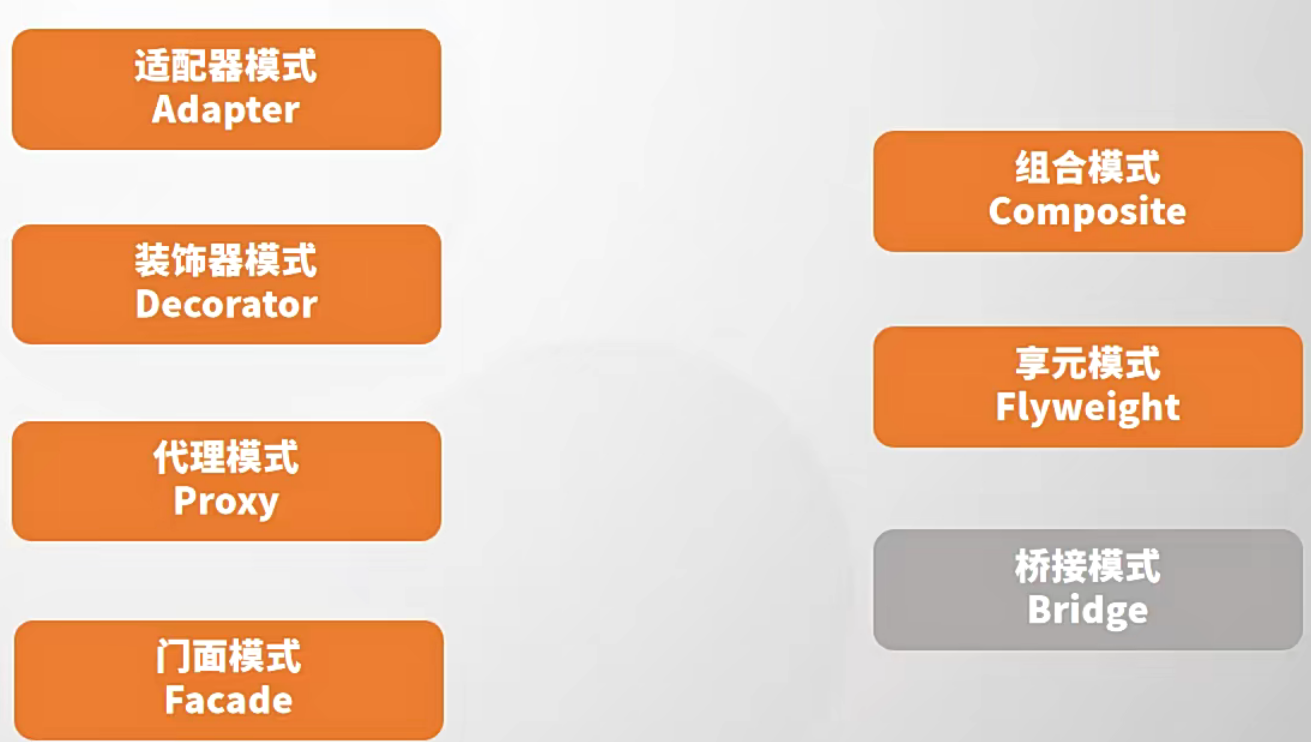 适配器模式
Adapter
装饰器模式
Decorator
代理模式
Proxy
门面模式
Facade
组合模式
Composite
享元模式
Flyweight
桥接模式
Bridge